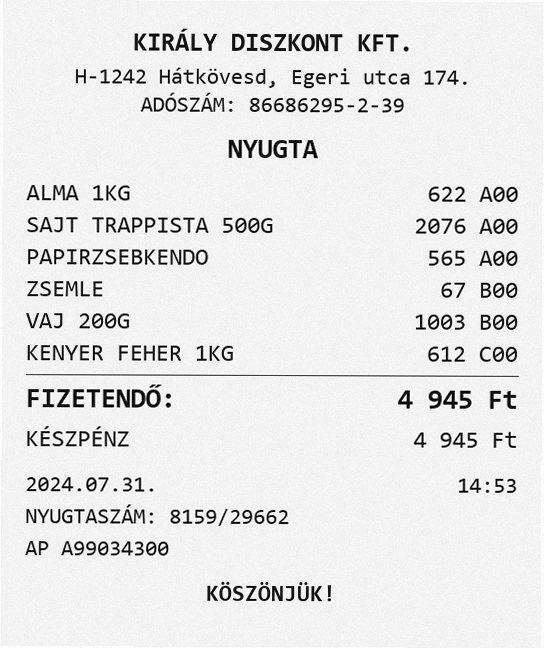 KIRÁLY DISZKONT KFT.
H-1242 Hátkövesd, Egeri utca 174.
ADÓSZÁM: 86686295-2-39
NYUGTA
ALMA 1KG 622 A00
SAJT TRAPPISTA 500G 2076 A00
PAPIRZSEBKENDO 565 A00
ZSEMLE 67 B00
VAJ 200G 1003 B00
KENYER FEHER 1KG 612 C00
FIZETENDŐ: 4 945 Ft
KÉSZPÉNZ 4 945 Ft
2024.07.31. 14:53
NYUGTASZÁM: 8159/29662
AP A99034300
KÖSZÖNJÜK!